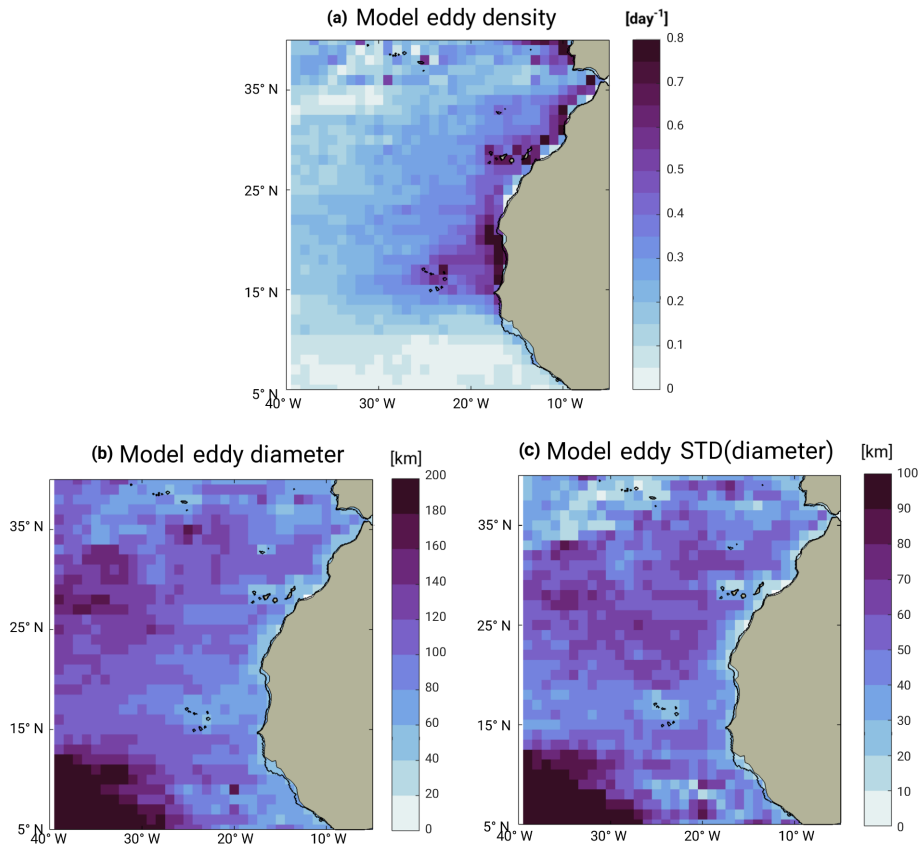 (a) Model eddy density
[day⁻¹]
0.8
0.7
0.6
0.5
0.4
0.3
0.2
0.1
0
35° N
25° N
15° N
5° N
40° W
30° W
20° W
10° W
(b) Model eddy diameter
[km]
200
180
160
140
120
100
80
60
40
20
0
35° N
25° N
15° N
5° N
40° W
30° W
20° W
10° W
(c) Model eddy STD(diameter)
[km]
100
90
80
70
60
50
40
30
20
10
0
35° N
25° N
15° N
5° N
40° W
30° W
20° W
10° W